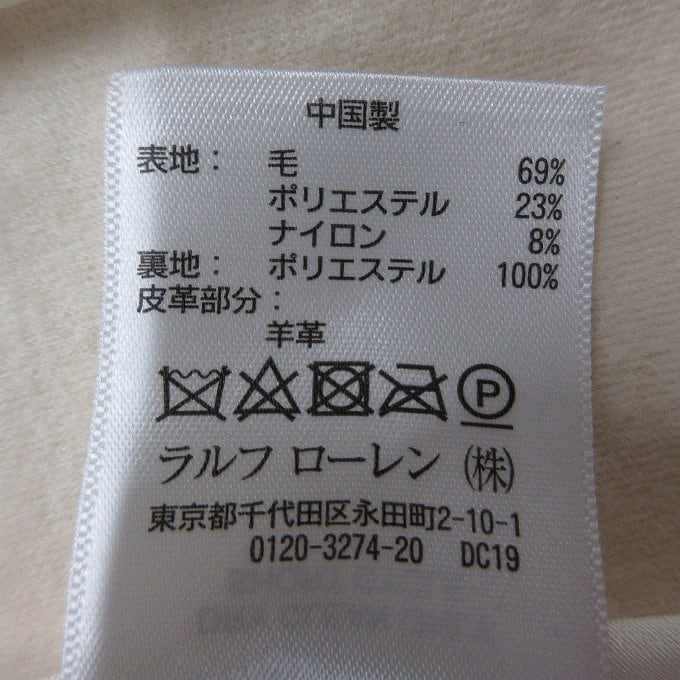 中国製
表地： 毛 69%
ポリエステル 23%
ナイロン 8%
裏地： ポリエステル 100%
皮革部分：
羊革
P
ラルフ ローレン (株)
東京都千代田区永田町2-10-1
0120-3274-20 DC19